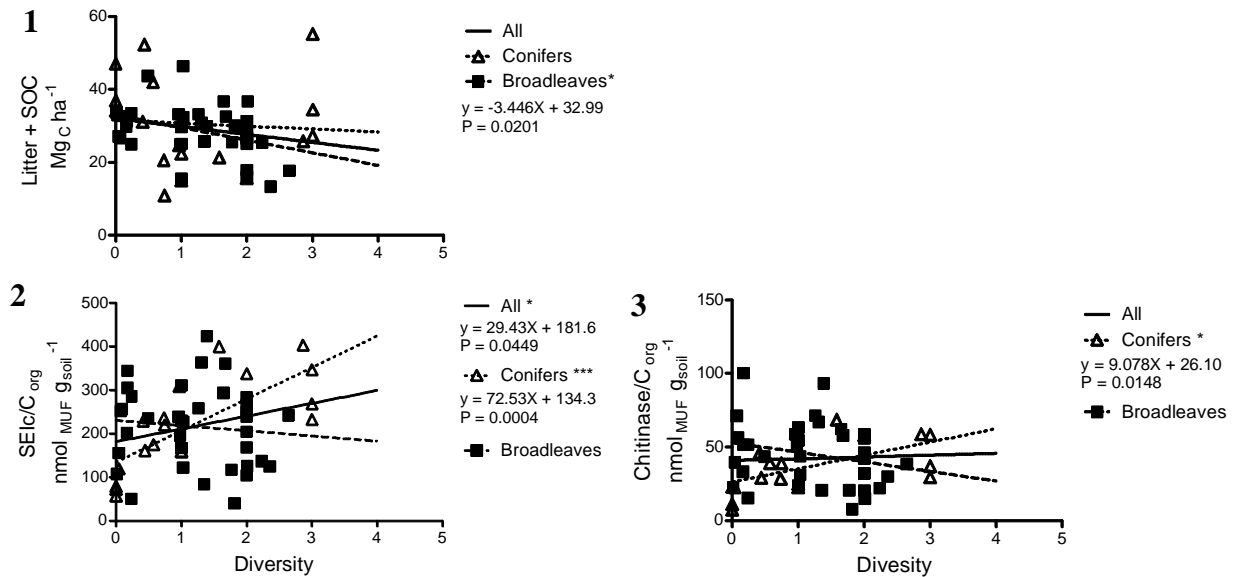 1
60
40
20
0
Litter + SOC
Mg C ha-1
0 1 2 3 4 5
All
Conifers
Broadleaves*
y = -3.446X + 32.99
P = 0.0201
2
500
400
300
200
100
0
SEIc/C org
nmol MUF g soil -1
0 1 2 3 4 5
Diversity
All *
y = 29.43X + 181.6
P = 0.0449
Conifers ***
y = 72.53X + 134.3
P = 0.0004
Broadleaves
3
150
100
50
0
Chitinase/C org
nmol MUF g soil -1
0 1 2 3 4 5
Divesity
All
Conifers *
y = 9.078X + 26.10
P = 0.0148
Broadleaves